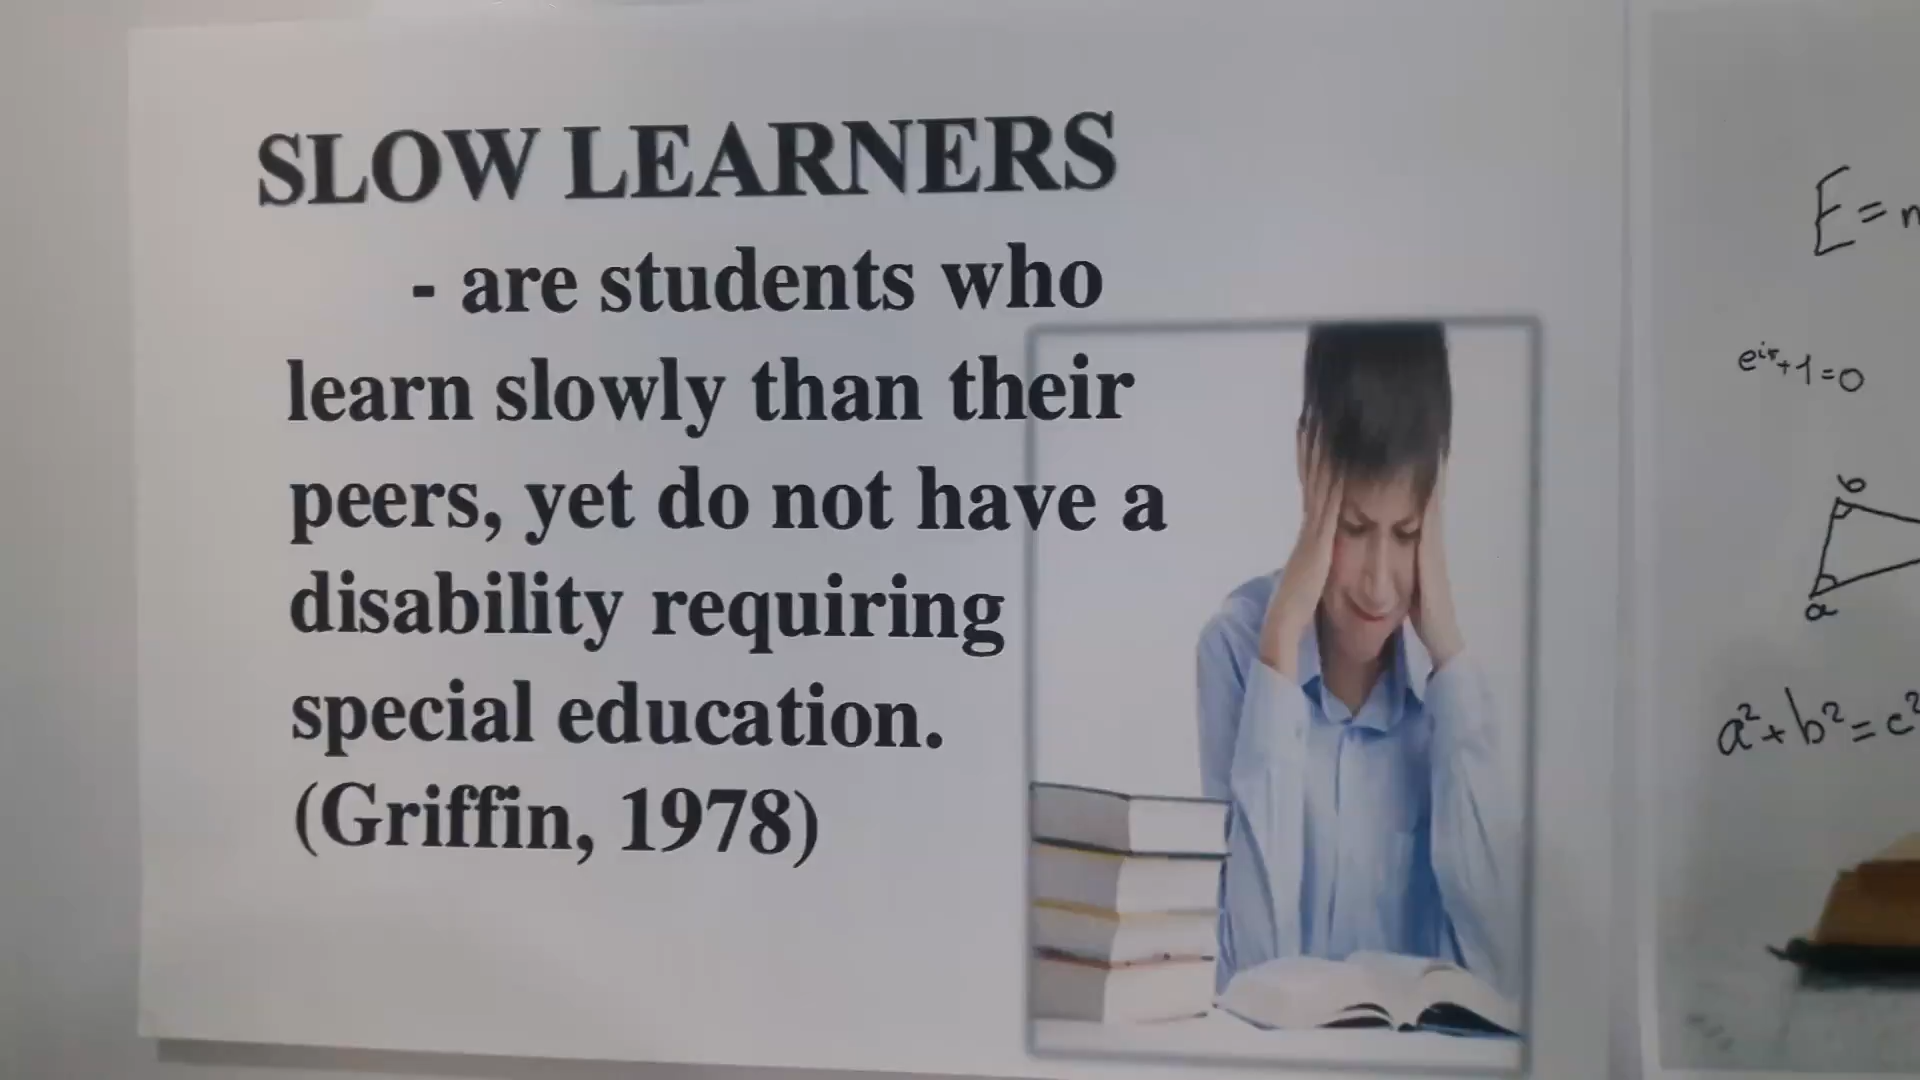 SLOW LEARNERS
- are students who
learn slowly than their
peers, yet do not have a
disability requiring
special education.
(Griffin, 1978)
E=
+1=0
b
a
a²+b²=c²